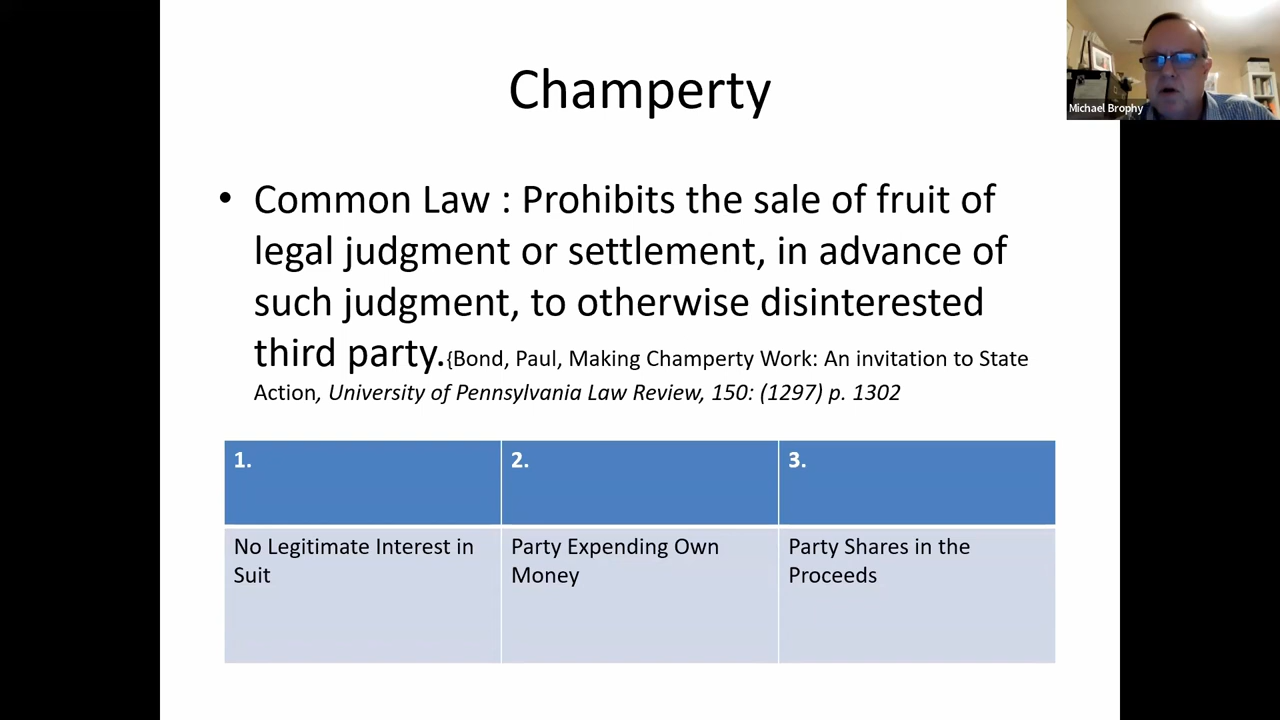 Champerty
Michael Brophy
• Common Law : Prohibits the sale of fruit of
legal judgment or settlement, in advance of
such judgment, to otherwise disinterested
third party.{Bond, Paul, Making Champerty Work: An invitation to State
Action, University of Pennsylvania Law Review, 150: (1297) p. 1302
1. 2. 3.
No Legitimate Interest in Party Expending Own Party Shares in the
Suit Money Proceeds